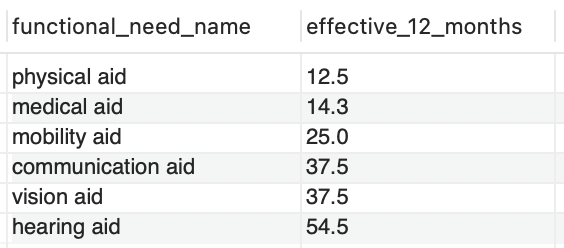 functional_need_name effective_12_months
physical aid 12.5
medical aid 14.3
mobility aid 25.0
communication aid 37.5
vision aid 37.5
hearing aid 54.5